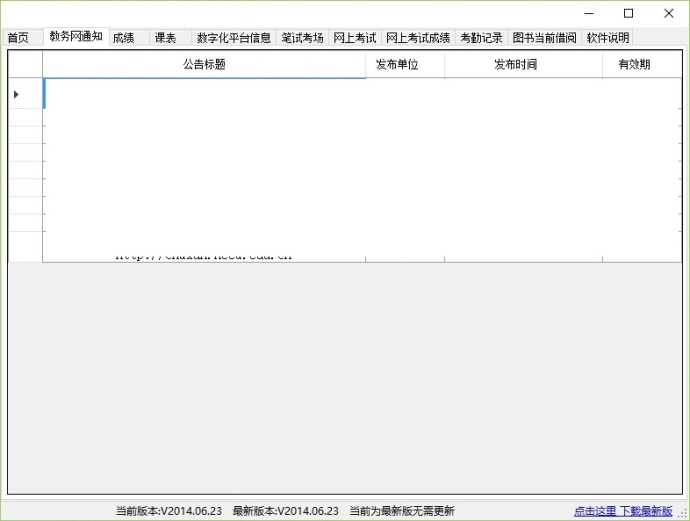 首页 教务网通知 成绩 课表 数字化平台信息 笔试考场 网上考试 网上考试成绩 考勤记录 图书当前借阅 软件说明
公告标题 发布单位 发布时间 有效期
当前版本:V2014.06.23 最新版本:V2014.06.23 当前为最新版无需更新 点击这里 下载最新版